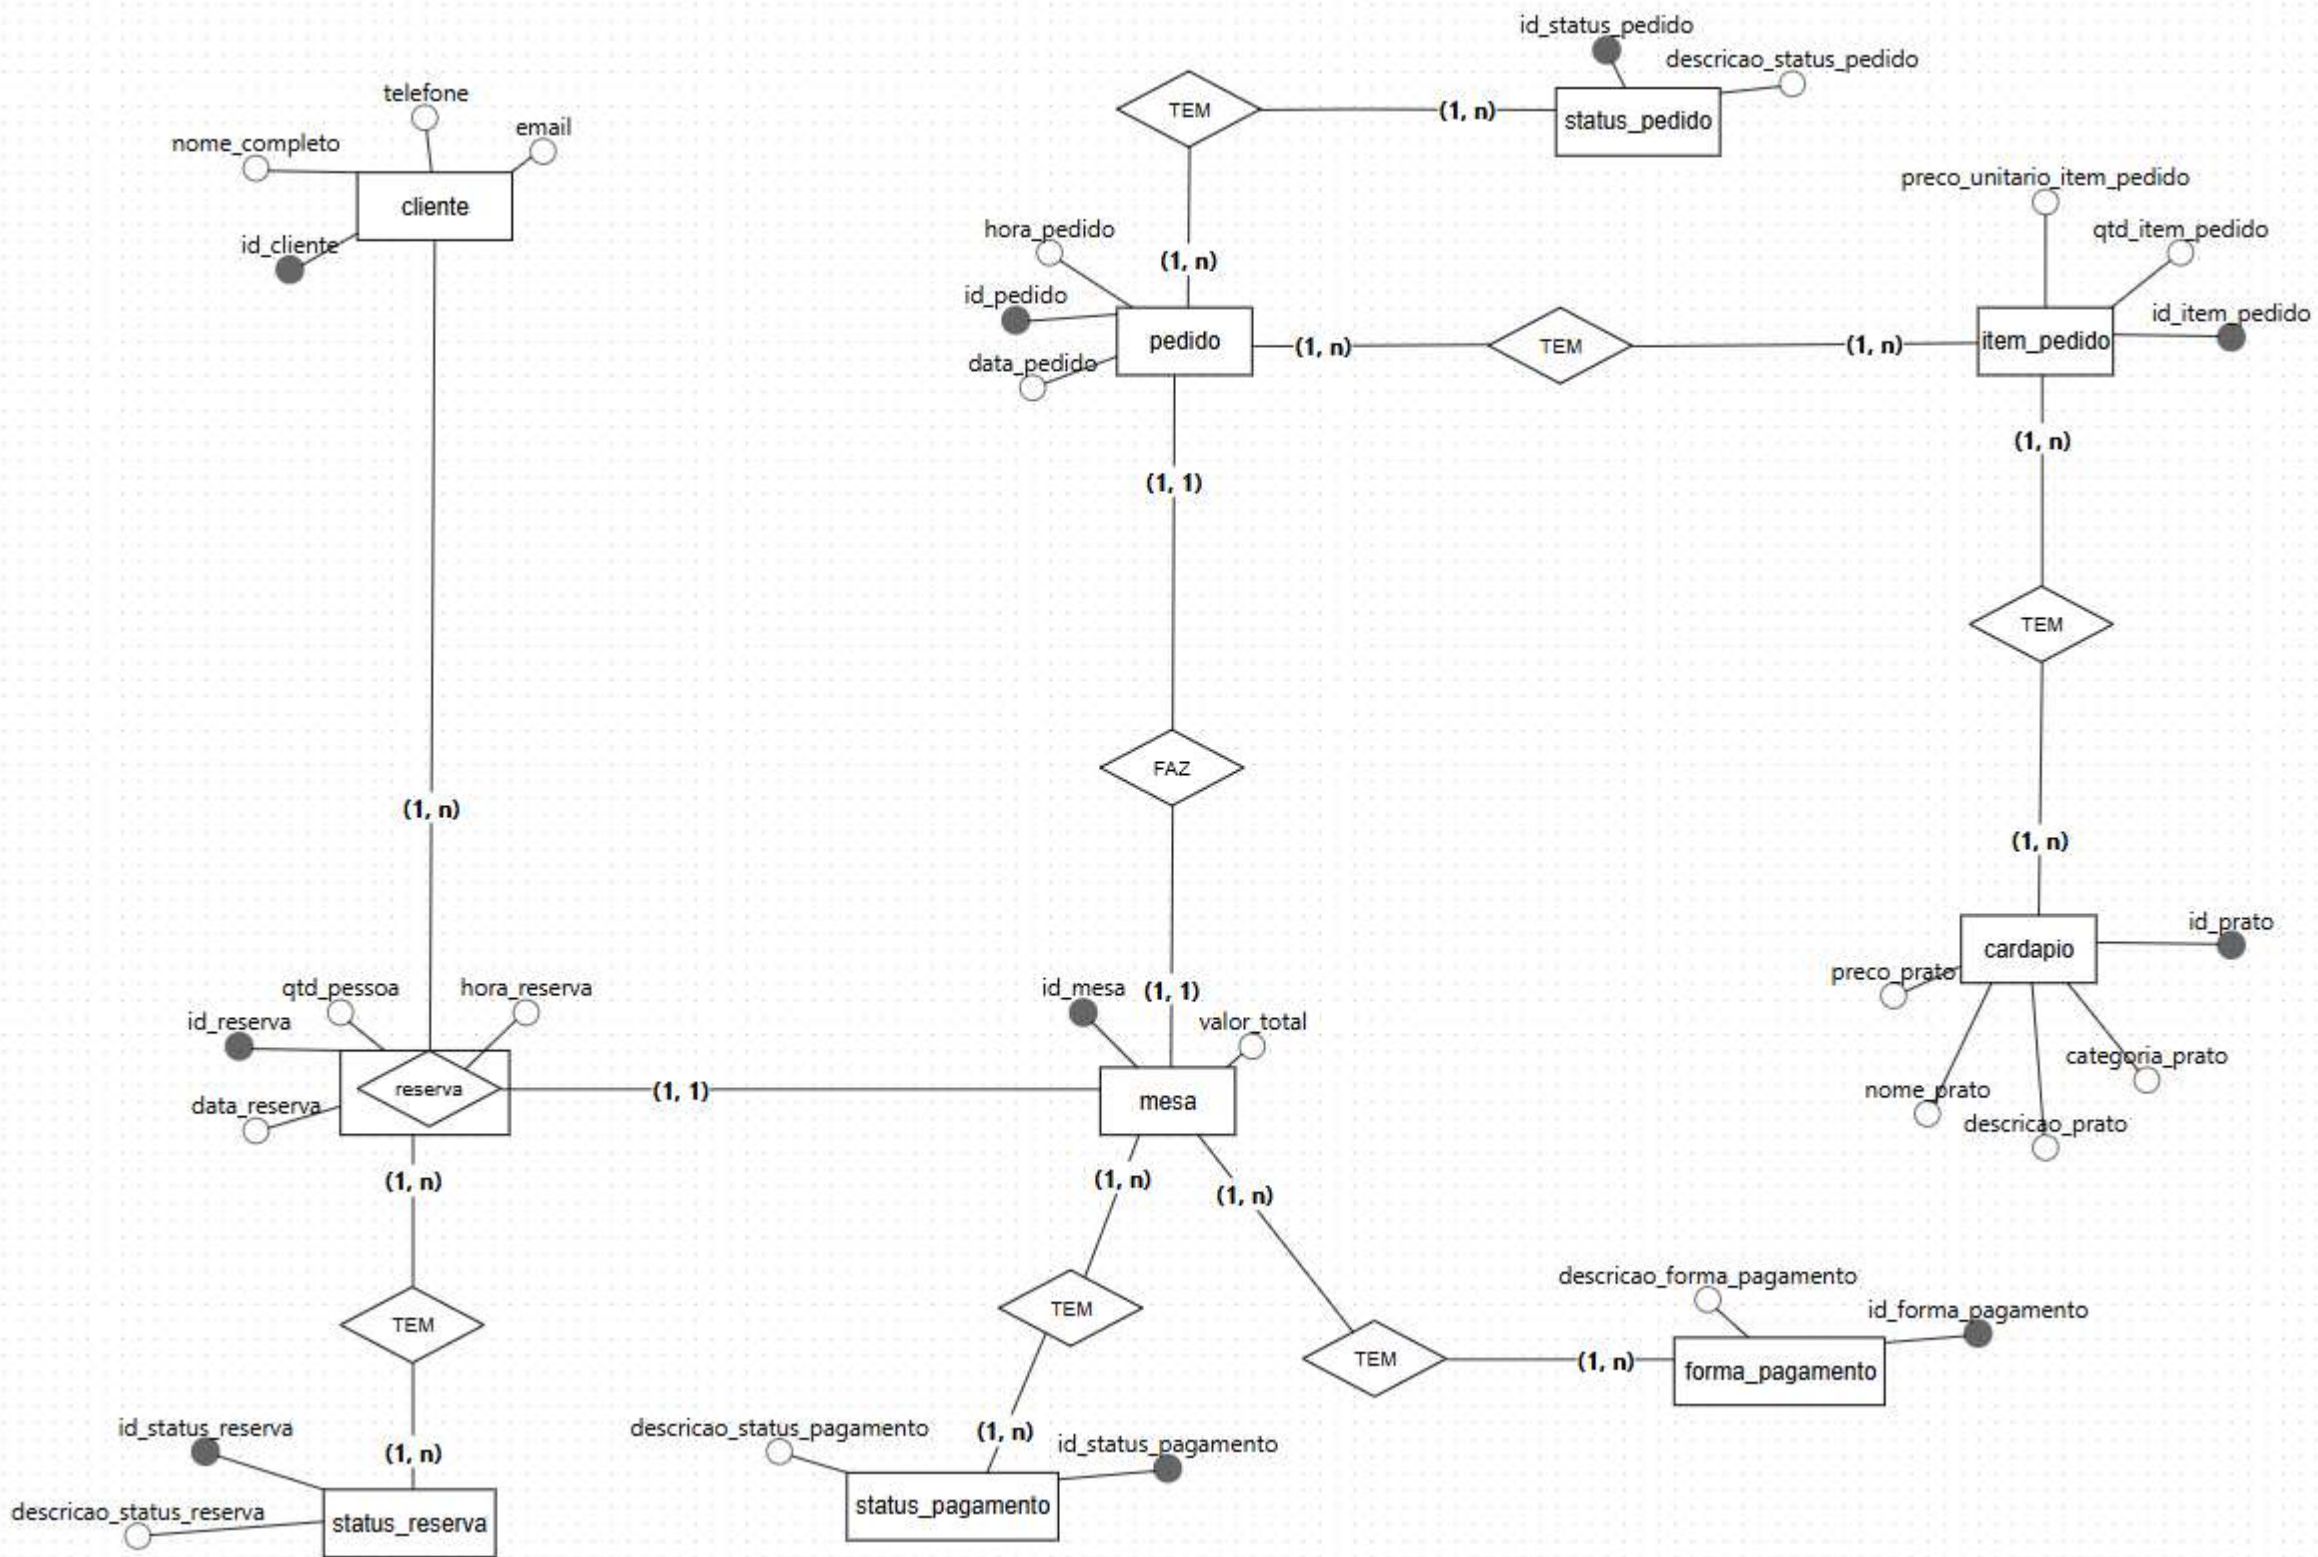 id_status_pedido
descricao_status_pedido
telefone
TEM
(1, n)
status_pedido
email
nome_completo
preco_unitario_item_pedido
cliente
hora_pedido
qtd_item_pedido
id_cliente
(1, n)
id_pedido
id_item_pedido
pedido
(1, n)
TEM
(1, n)
item_pedido
data_pedido
(1, n)
(1, 1)
TEM
FAZ
(1, n)
(1, n)
id_prato
cardapio
preco_prato
qtd_pessoa
hora_reserva
id_mesa
(1, 1)
id_reserva
valor_total
categoria_prato
reserva
(1, 1)
mesa
nome_prato
data_reserva
descricao_prato
(1, n)
(1, n)
(1, n)
descricao_forma_pagamento
TEM
id_forma_pagamento
TEM
TEM
(1, n)
forma_pagamento
id_status_reserva
descricao_status_pagamento
(1, n)
id_status_pagamento
(1, n)
status_pagamento
descricao_status_reserva
status_reserva